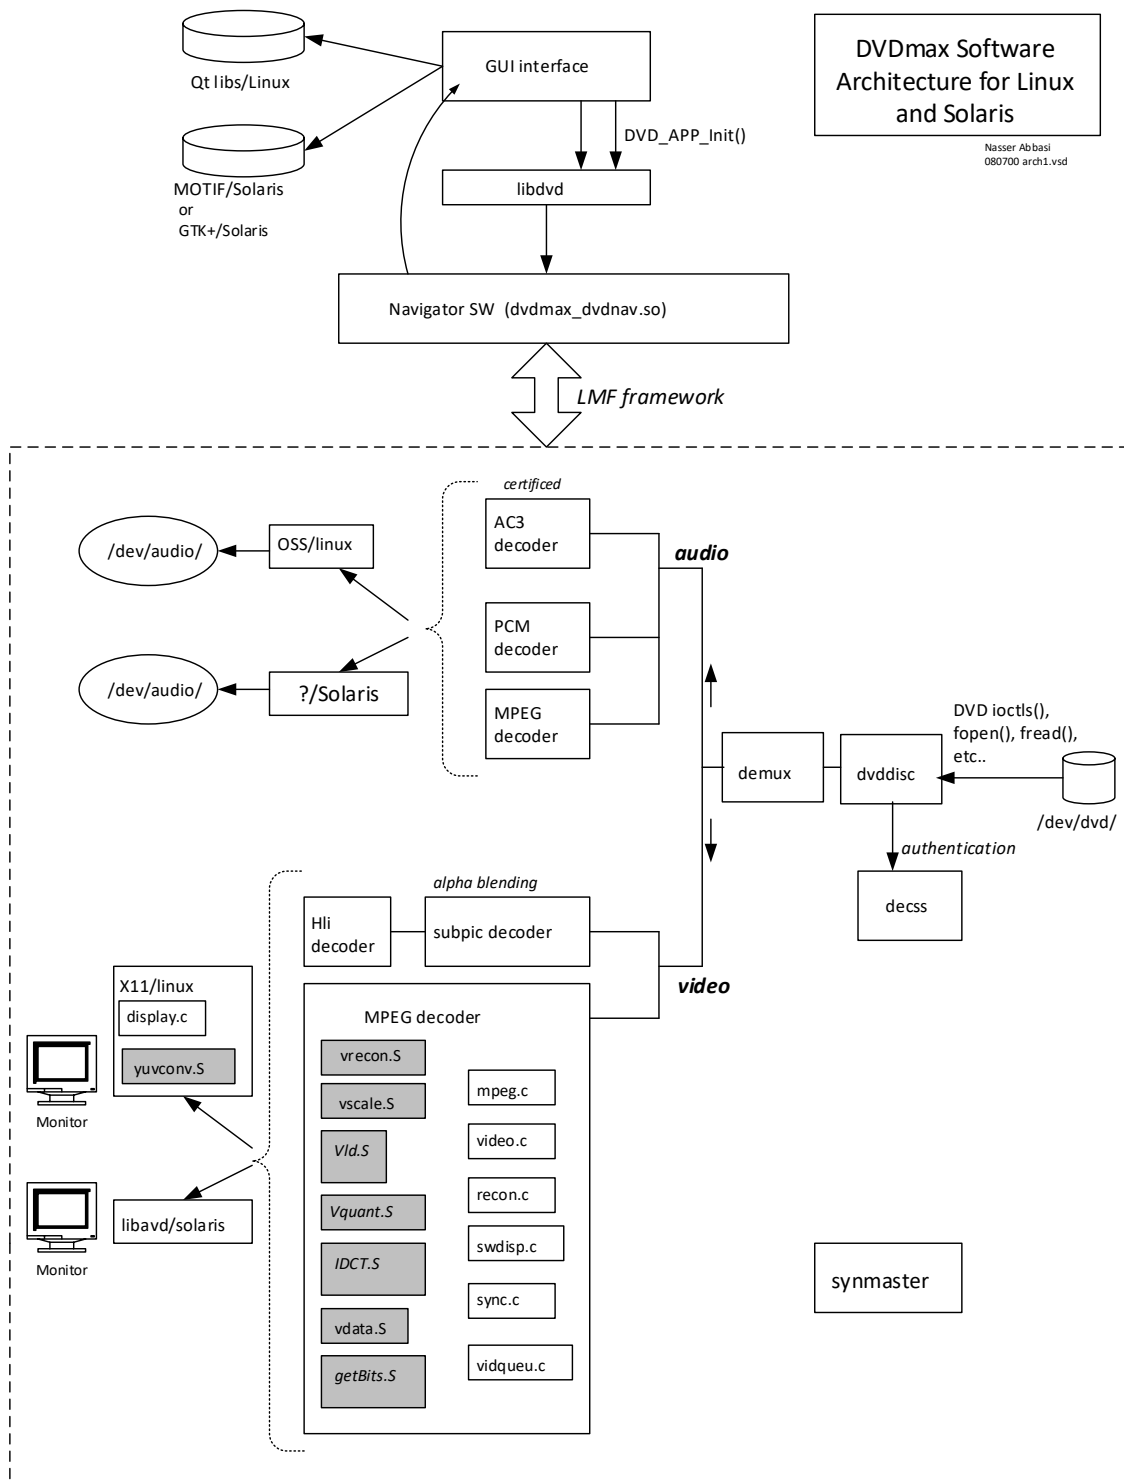 DVDmax Software
Architecture for Linux
and Solaris
Nasser Abbasi
080700 arch1.vsd
GUI interface
Qt libs/Linux
DVD_APP_Init()
MOTIF/Solaris
or
GTK+/Solaris
libdvd
Navigator SW (dvdmax_dvdnav.so)
LMF framework
certificed
AC3
decoder
OSS/linux
/dev/audio/
audio
PCM
decoder
?/Solaris
/dev/audio/
MPEG
decoder
DVD ioctls(),
fopen(), fread(),
etc..
demux
dvddisc
/dev/dvd/
authentication
decss
alpha blending
Hli
decoder
subpic decoder
video
X11/linux
display.c
yuvconv.S
Monitor
libavd/solaris
Monitor
MPEG decoder
vrecon.S
vscale.S
Vld.S
Vquant.S
IDCT.S
vdata.S
getBits.S
mpeg.c
video.c
recon.c
swdisp.c
sync.c
vidqueu.c
synmaster